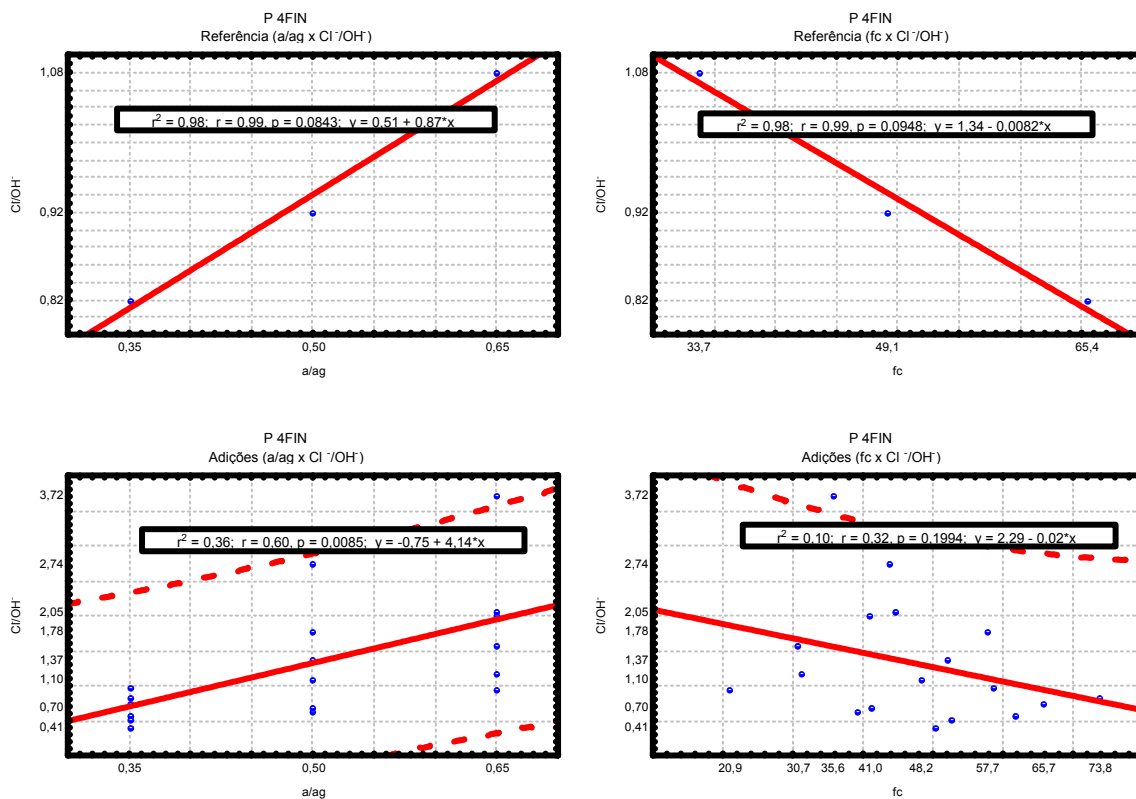 P 4FIN
Referência (a/ag x Cl⁻/OH⁻)
r² = 0,98; r = 0,99, p = 0,0843; y = 0,51 + 0,87*x
Cl/OH⁻
1,08
0,92
0,82
0,35 0,50 0,65
a/ag
P 4FIN
Referência (fc x Cl⁻/OH⁻)
r² = 0,98; r = 0,99, p = 0,0948; y = 1,34 - 0,0082*x
Cl/OH⁻
1,08
0,92
0,82
33,7 49,1 65,4
fc
P 4FIN
Adições (a/ag x Cl⁻/OH⁻)
r² = 0,36; r = 0,60, p = 0,0085; y = -0,75 + 4,14*x
Cl/OH⁻
3,72
2,74
2,05
1,78
1,37
1,10
0,70
0,41
0,35 0,50 0,65
a/ag
P 4FIN
Adições (fc x Cl⁻/OH⁻)
r² = 0,10; r = 0,32, p = 0,1994; y = 2,29 - 0,02*x
Cl/OH⁻
3,72
2,74
2,05
1,78
1,37
1,10
0,70
0,41
20,9 30,7 35,6 41,0 48,2 57,7 65,7 73,8
fc